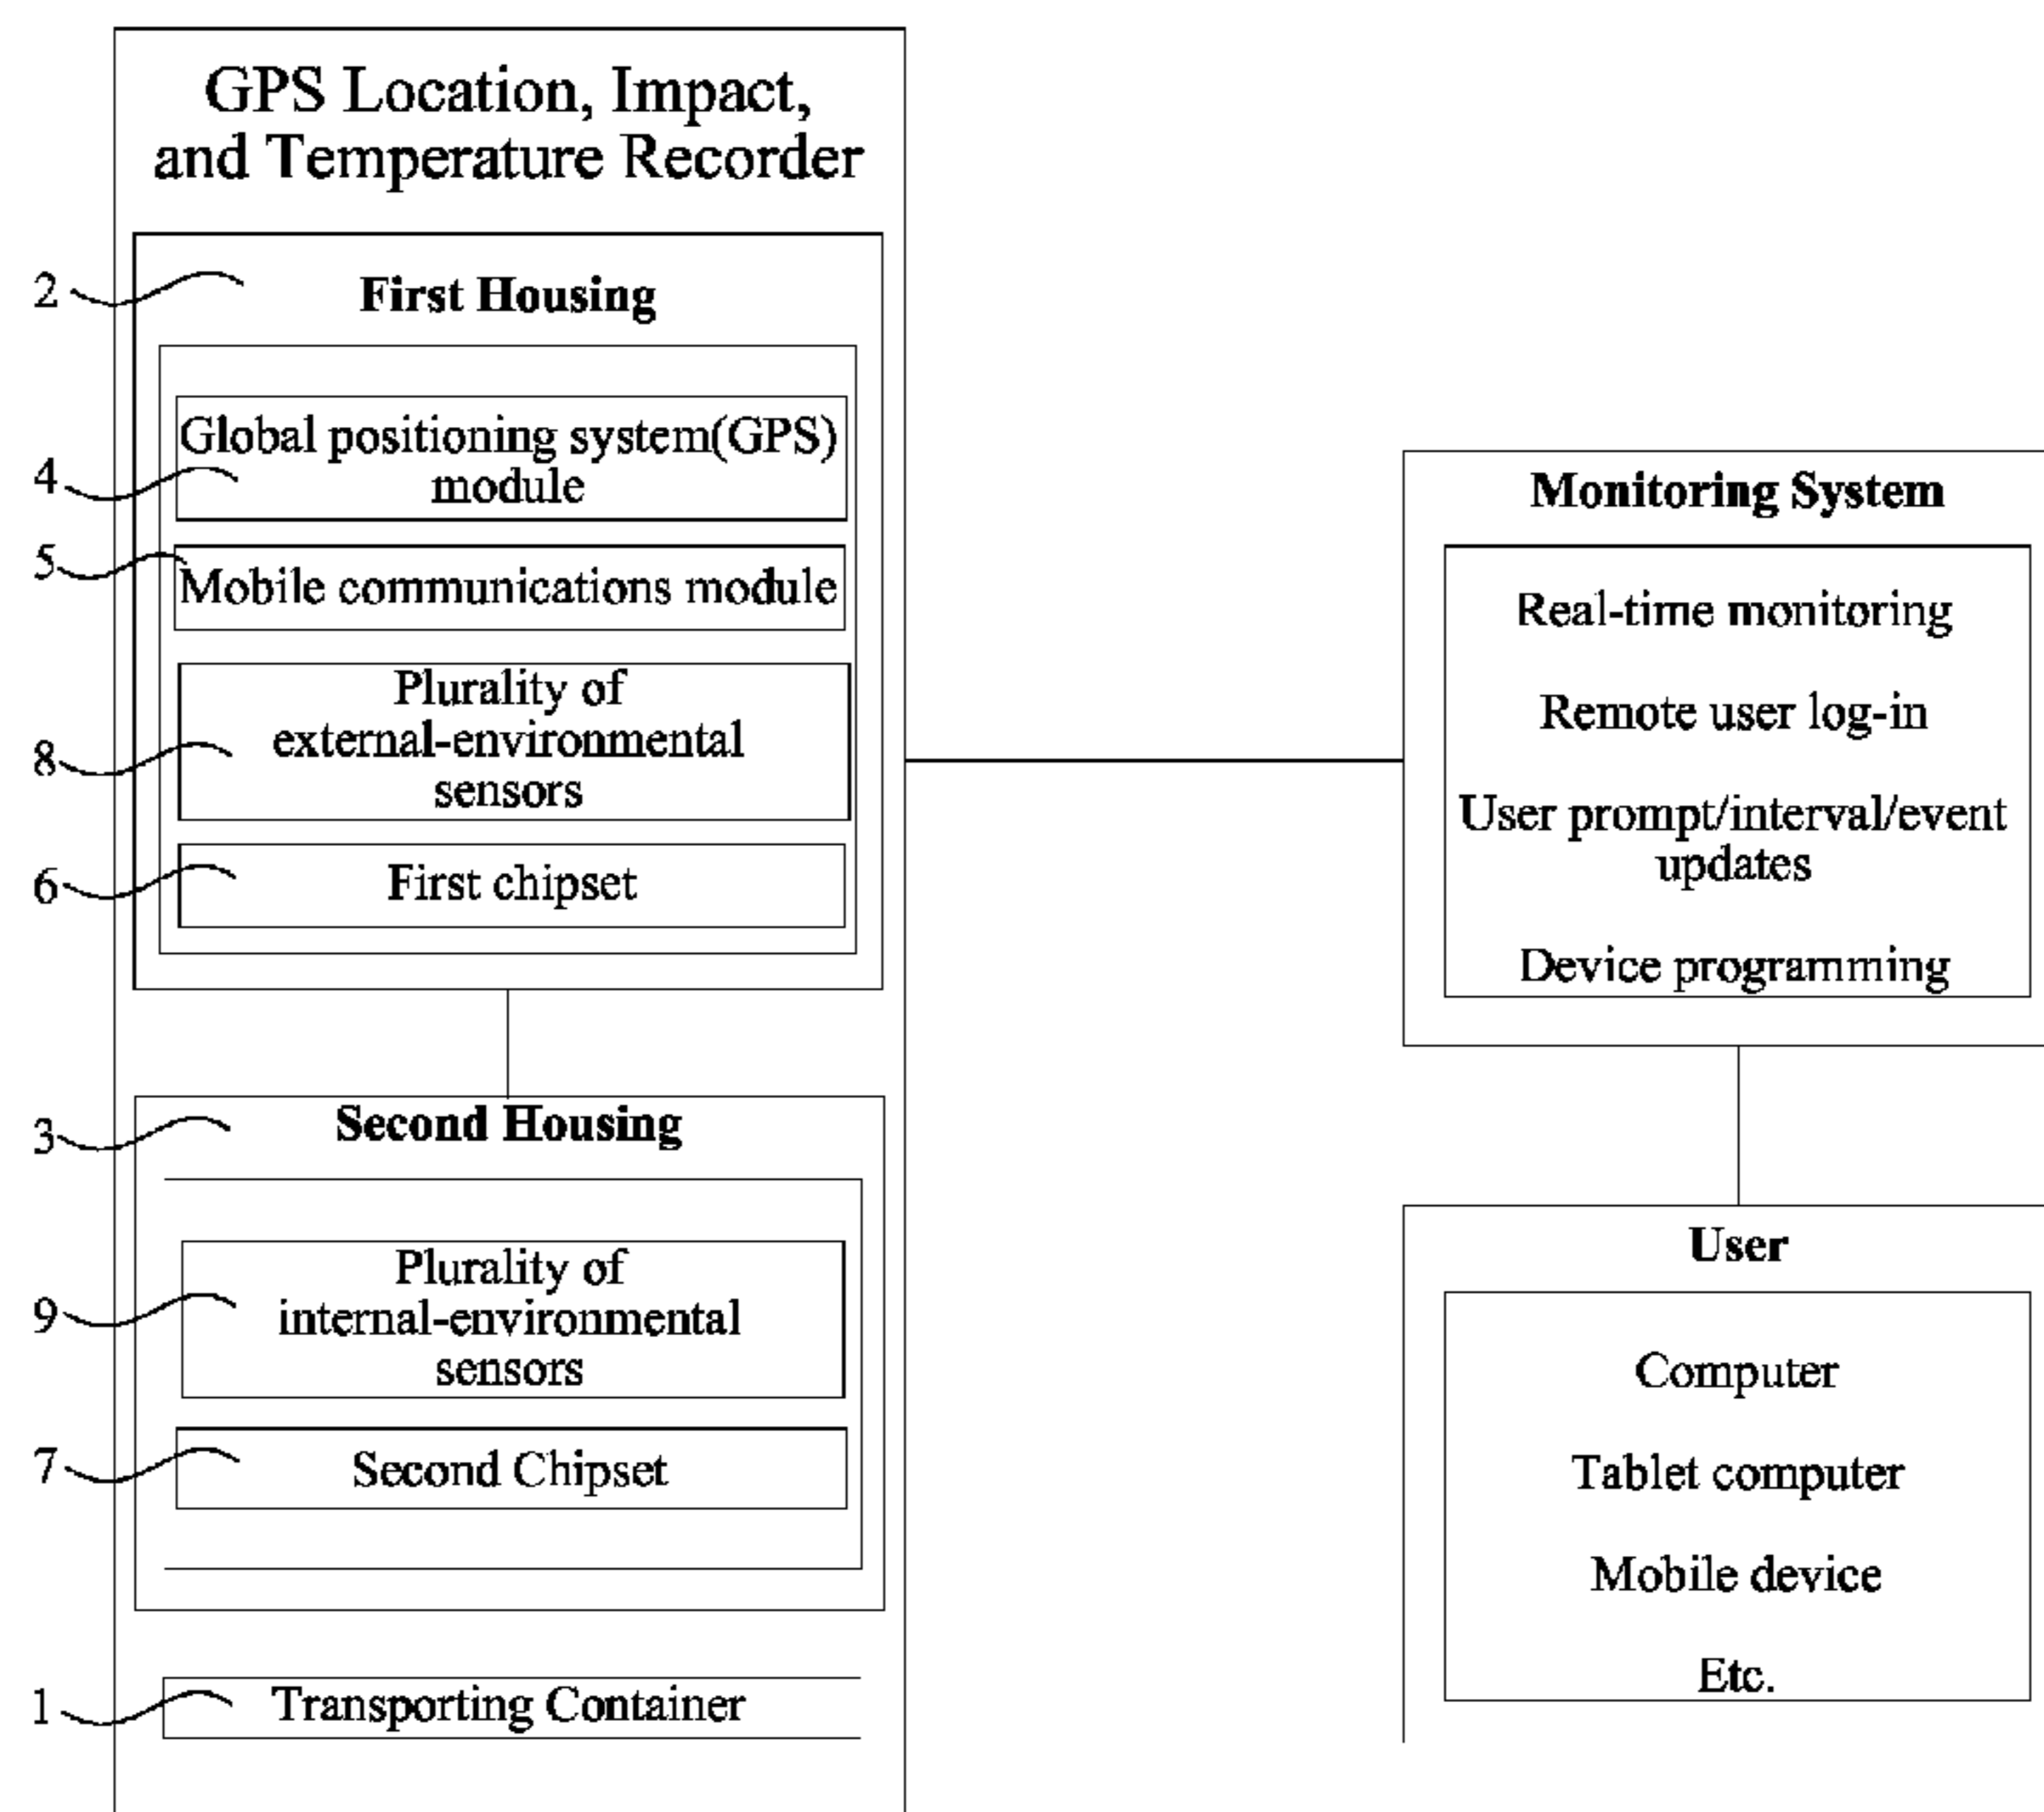 GPS Location, Impact,
and Temperature Recorder
2
First Housing
Global positioning system(GPS)
4
module
5
Mobile communications module
Plurality of
external-environmental
8
sensors
6
First chipset
3
Second Housing
Plurality of
9
internal-environmental
sensors
7
Second Chipset
1
Transporting Container
Monitoring System
Real-time monitoring
Remote user log-in
User prompt/interval/event
updates
Device programming
User
Computer
Tablet computer
Mobile device
Etc.